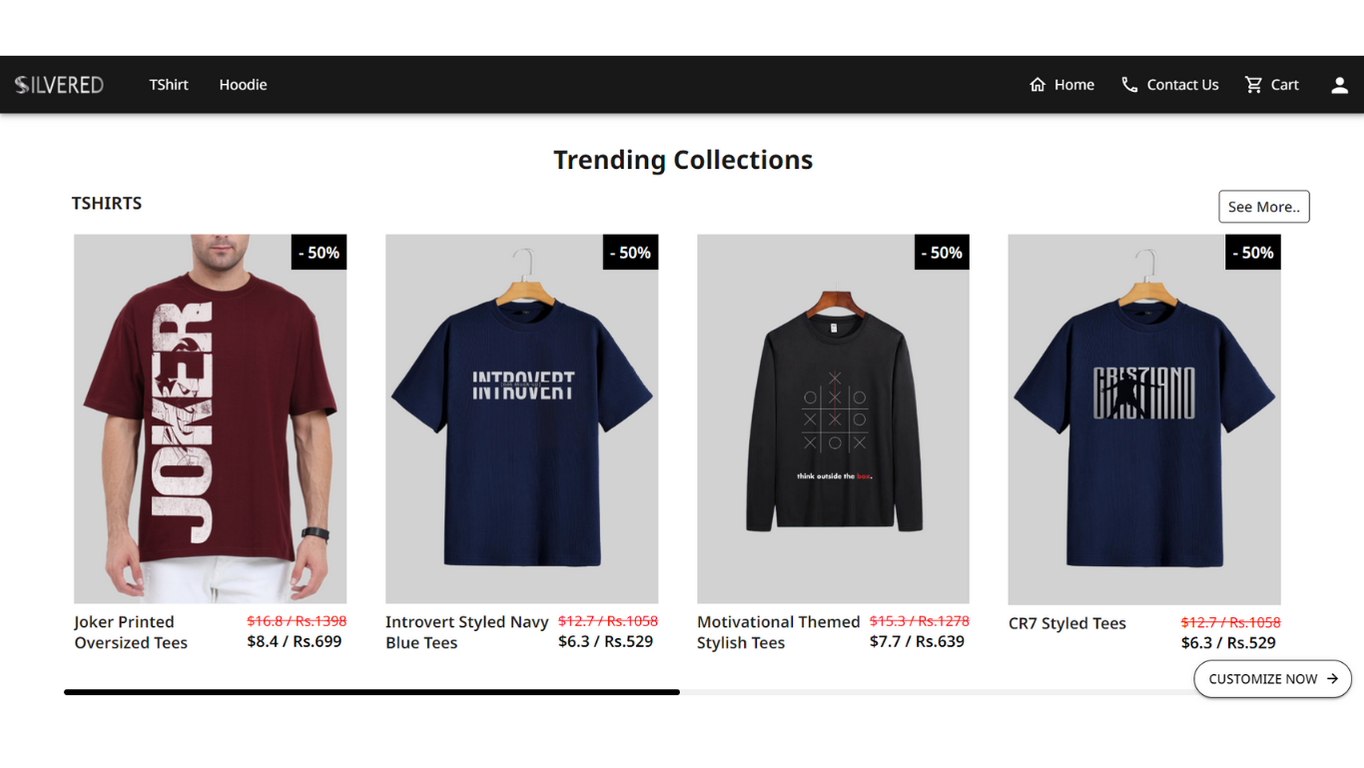 SILVERED
TShirt
Hoodie
Home
Contact Us
Cart
Trending Collections
TSHIRTS
See More..
- 50%
JOKER
Joker Printed
Oversized Tees
$16.8 / Rs.1398
$8.4 / Rs.699
- 50%
INTROVERT
Introvert Styled Navy
Blue Tees
$12.7 / Rs.1058
$6.3 / Rs.529
- 50%
X
O X O
X X O
X O X
think outside the box.
Motivational Themed
Stylish Tees
$15.3 / Rs.1278
$7.7 / Rs.639
- 50%
CRIS7IANO
CR7 Styled Tees
$12.7 / Rs.1058
$6.3 / Rs.529
CUSTOMIZE NOW